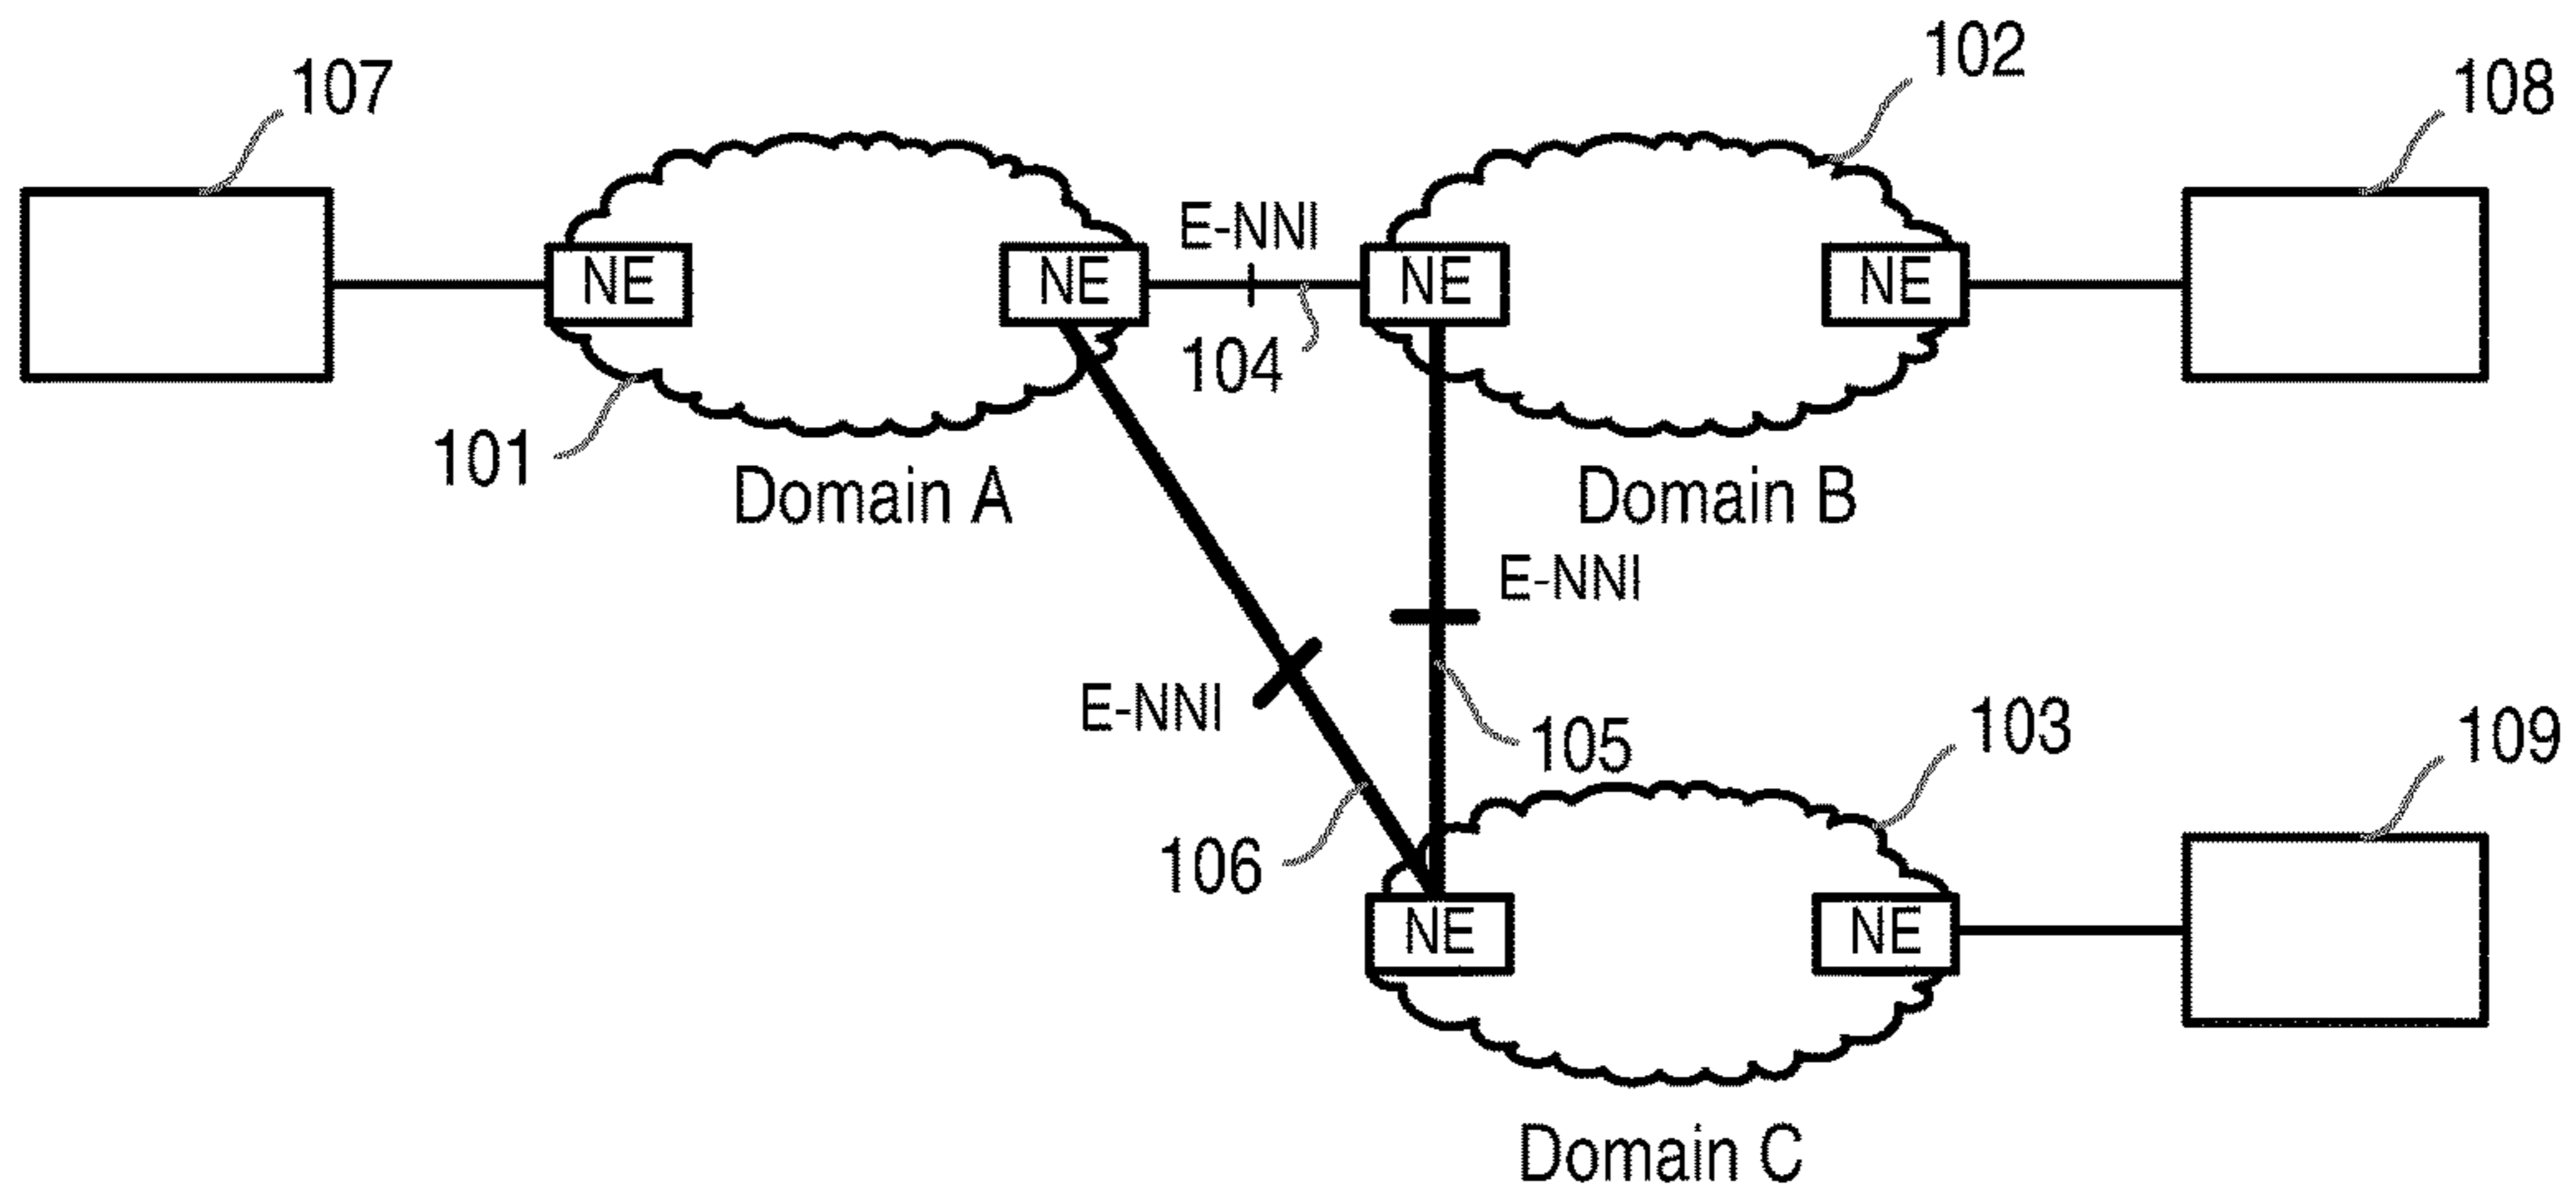 102
107
108
E-NNI
NE
NE
NE
NE
104
101
Domain A
Domain B
E-NNI
E-NNI
103
105
109
106
NE
NE
Domain C